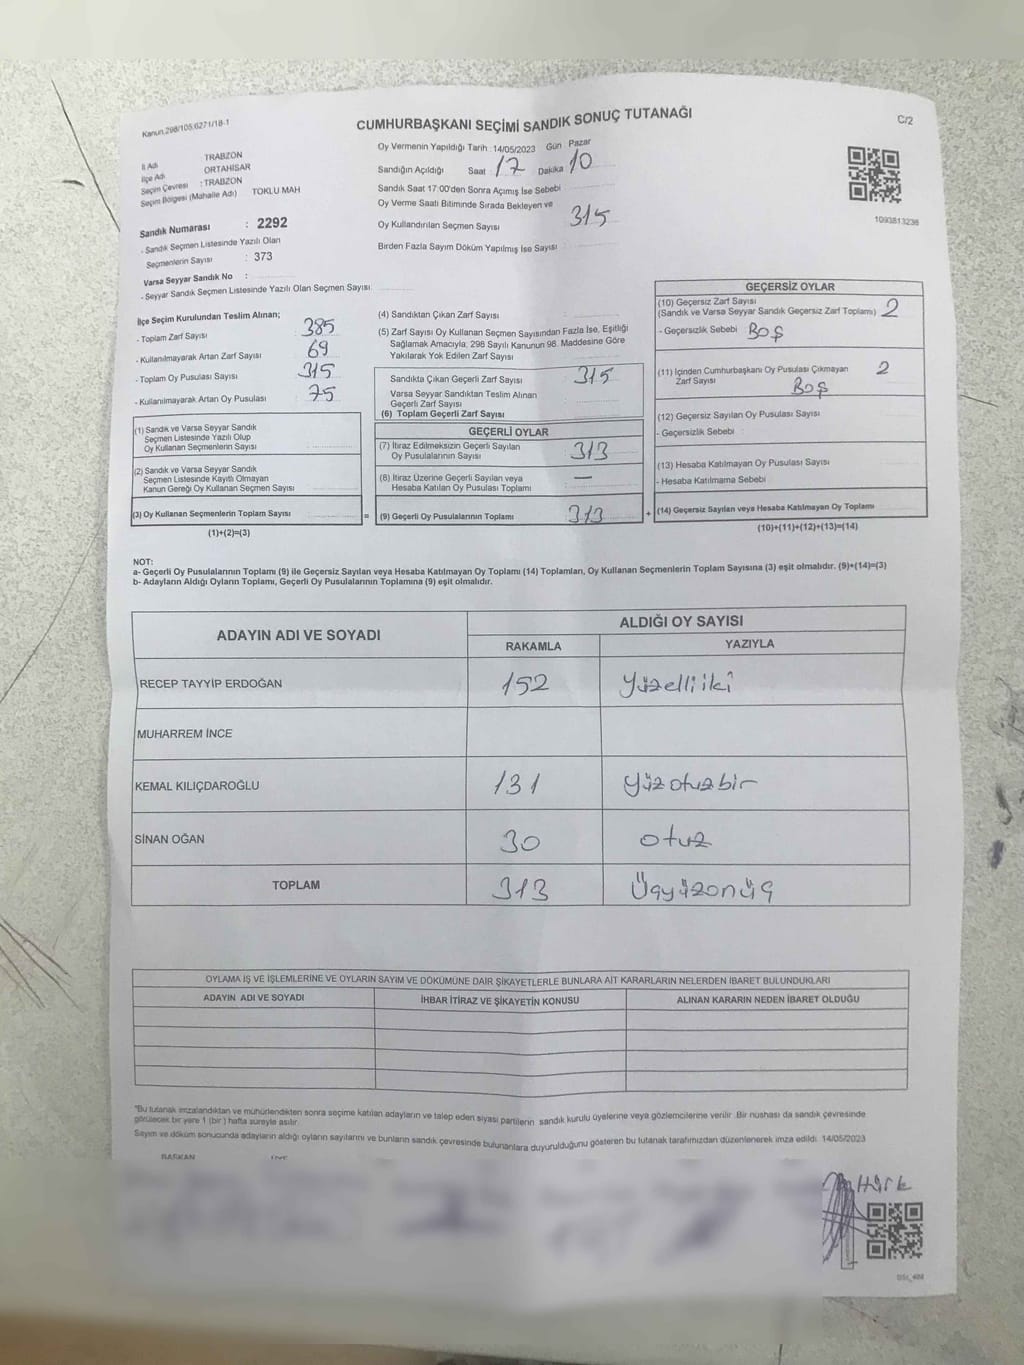 Kanun.298/105.6271/18-1
CUMHURBAŞKANI SEÇİMİ SANDIK SONUÇ TUTANAĞI
C/2
İl Adı TRABZON
İlçe Adı ORTAHİSAR
Seçim Çevresi : TRABZON
Seçim Bölgesi (Mahalle Adı) TOKLU MAH
Sandık Numarası : 2292
- Sandık Seçmen Listesinde Yazılı Olan
Seçmenlerin Sayısı : 373
Varsa Seyyar Sandık No :
- Seyyar Sandık Seçmen Listesinde Yazılı Olan Seçmen Sayısı:
Oy Vermenin Yapıldığı Tarih : 14/05/2023 Gün Pazar
Sandığın Açıldığı Saat : 17 Dakika : 10
Sandık Saat 17:00'den Sonra Açımış İse Sebebi
Oy Verme Saati Bitiminde Sırada Bekleyen ve
Oy Kullandırılan Seçmen Sayısı : 315
Birden Fazla Sayım Döküm Yapılmış İse Sayısı :
1093813236
İlçe Seçim Kurulundan Teslim Alınan;
- Toplam Zarf Sayısı : 385
- Kullanılmayarak Artan Zarf Sayısı : 69
- Toplam Oy Pusulası Sayısı : 315
- Kullanılmayarak Artan Oy Pusulası : 75
(1) Sandık ve Varsa Seyyar Sandık
Seçmen Listesinde Yazılı Olup
Oy Kullanan Seçmenlerin Sayısı :
(2) Sandık ve Varsa Seyyar Sandık
Seçmen Listesinde Kayıtlı Olmayan
Kanun Gereği Oy Kullanan Seçmen Sayısı :
(3) Oy Kullanan Seçmenlerin Toplam Sayısı :
(1)+(2)=(3)
=
(4) Sandıktan Çıkan Zarf Sayısı :
(5) Zarf Sayısı Oy Kullanan Seçmen Sayısından Fazla İse, Eşitliği
Sağlamak Amacıyla; 298 Sayılı Kanunun 98. Maddesine Göre
Yakılarak Yok Edilen Zarf Sayısı :
Sandıkta Çıkan Geçerli Zarf Sayısı : 315
Varsa Seyyar Sandıktan Teslim Alınan
Geçerli Zarf Sayısı :
(6) Toplam Geçerli Zarf Sayısı :
GEÇERLİ OYLAR
(7) İtiraz Edilmeksizin Geçerli Sayılan
Oy Pusulalarının Sayısı : 313
(8) İtiraz Üzerine Geçerli Sayılan veya
Hesaba Katılan Oy Pusulası Toplamı : —
(9) Geçerli Oy Pusulalarının Toplamı : 313
+
GEÇERSİZ OYLAR
(10) Geçersiz Zarf Sayısı
(Sandık ve Varsa Seyyar Sandık Geçersiz Zarf Toplamı) : 2
- Geçersizlik Sebebi : Boş
(11) İçinden Cumhurbaşkanı Oy Pusulası Çıkmayan
Zarf Sayısı : 2
Boş
(12) Geçersiz Sayılan Oy Pusulası Sayısı :
- Geçersizlik Sebebi :
(13) Hesaba Katılmayan Oy Pusulası Sayısı :
- Hesaba Katılmama Sebebi :
(14) Geçersiz Sayılan veya Hesaba Katılmayan Oy Toplamı :
(10)+(11)+(12)+(13)=(14)
NOT:
a- Geçerli Oy Pusulalarının Toplamı (9) ile Geçersiz Sayılan veya Hesaba Katılmayan Oy Toplamı (14) Toplamları, Oy Kullanan Seçmenlerin Toplam Sayısına (3) eşit olmalıdır. (9)+(14)=(3)
b- Adayların Aldığı Oyların Toplamı, Geçerli Oy Pusulalarının Toplamına (9) eşit olmalıdır.
ADAYIN ADI VE SOYADI
ALDIĞI OY SAYISI
RAKAMLA YAZIYLA
RECEP TAYYİP ERDOĞAN 152 Yüzelliiki
MUHARREM İNCE
KEMAL KILIÇDAROĞLU 131 yüzotuzbir
SİNAN OĞAN 30 otuz
TOPLAM 313 Üçyüzonüç
OYLAMA İŞ VE İŞLEMLERİNE VE OYLARIN SAYIM VE DÖKÜMÜNE DAİR ŞİKAYETLERLE BUNLARA AİT KARARLARIN NELERDEN İBARET BULUNDUKLARI
ADAYIN ADI VE SOYADI İHBAR İTİRAZ VE ŞİKAYETİN KONUSU ALINAN KARARIN NEDEN İBARET OLDUĞU
"Bu tutanak imzalandıktan ve mühürlendikten sonra seçime katılan adayların ve talep eden siyasi partilerin sandık kurulu üyelerine veya gözlemcilerine verilir. Bir nüshası da sandık çevresinde
görülecek bir yere 1 (bir) hafta süreyle asılır.
Sayım ve döküm sonucunda adayların aldığı oyların sayılarını ve bunların sandık çevresinde bulunanlara duyurulduğunu gösteren bu tutanak tarafımızdan düzenlenerek imza edildi. 14/05/2023
BAŞKAN